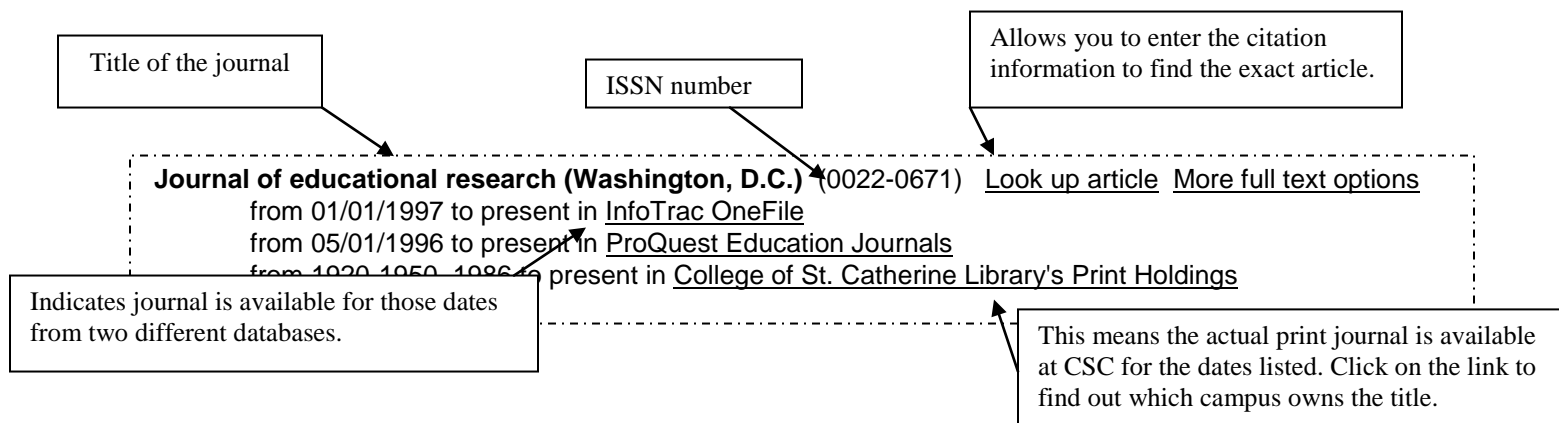 Title of the journal
ISSN number
Allows you to enter the citation
information to find the exact article.
Journal of educational research (Washington, D.C.) (0022-0671) Look up article More full text options
from 01/01/1997 to present in InfoTrac OneFile
from 05/01/1996 to present in ProQuest Education Journals
from 1920-1950, 1986 to present in College of St. Catherine Library's Print Holdings
Indicates journal is available for those dates
from two different databases.
This means the actual print journal is available
at CSC for the dates listed. Click on the link to
find out which campus owns the title.